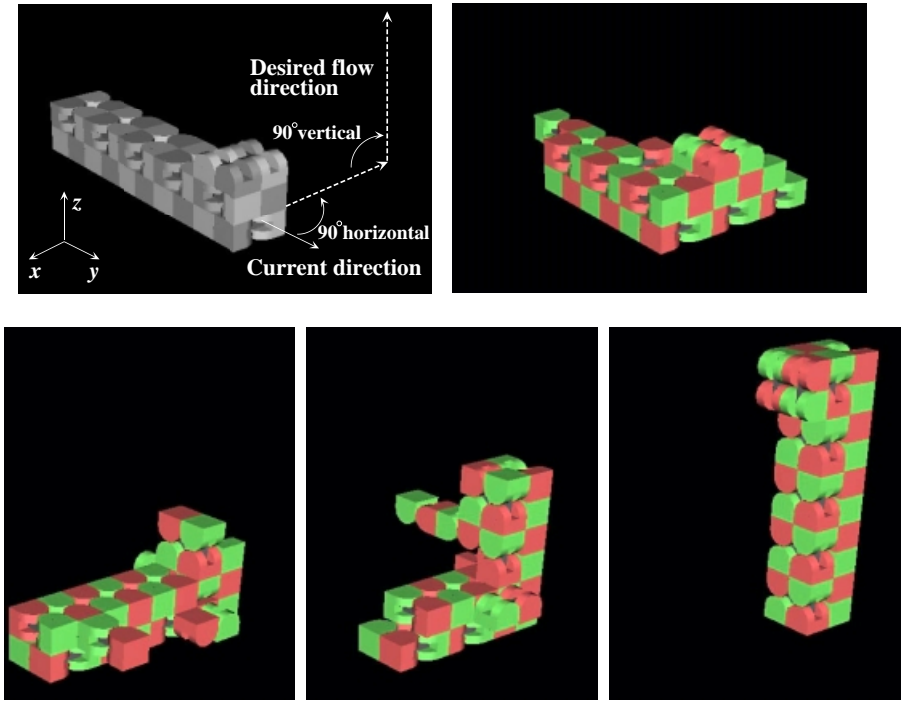 Desired flow
direction
90°vertical
z
90°horizontal
x
y
Current direction